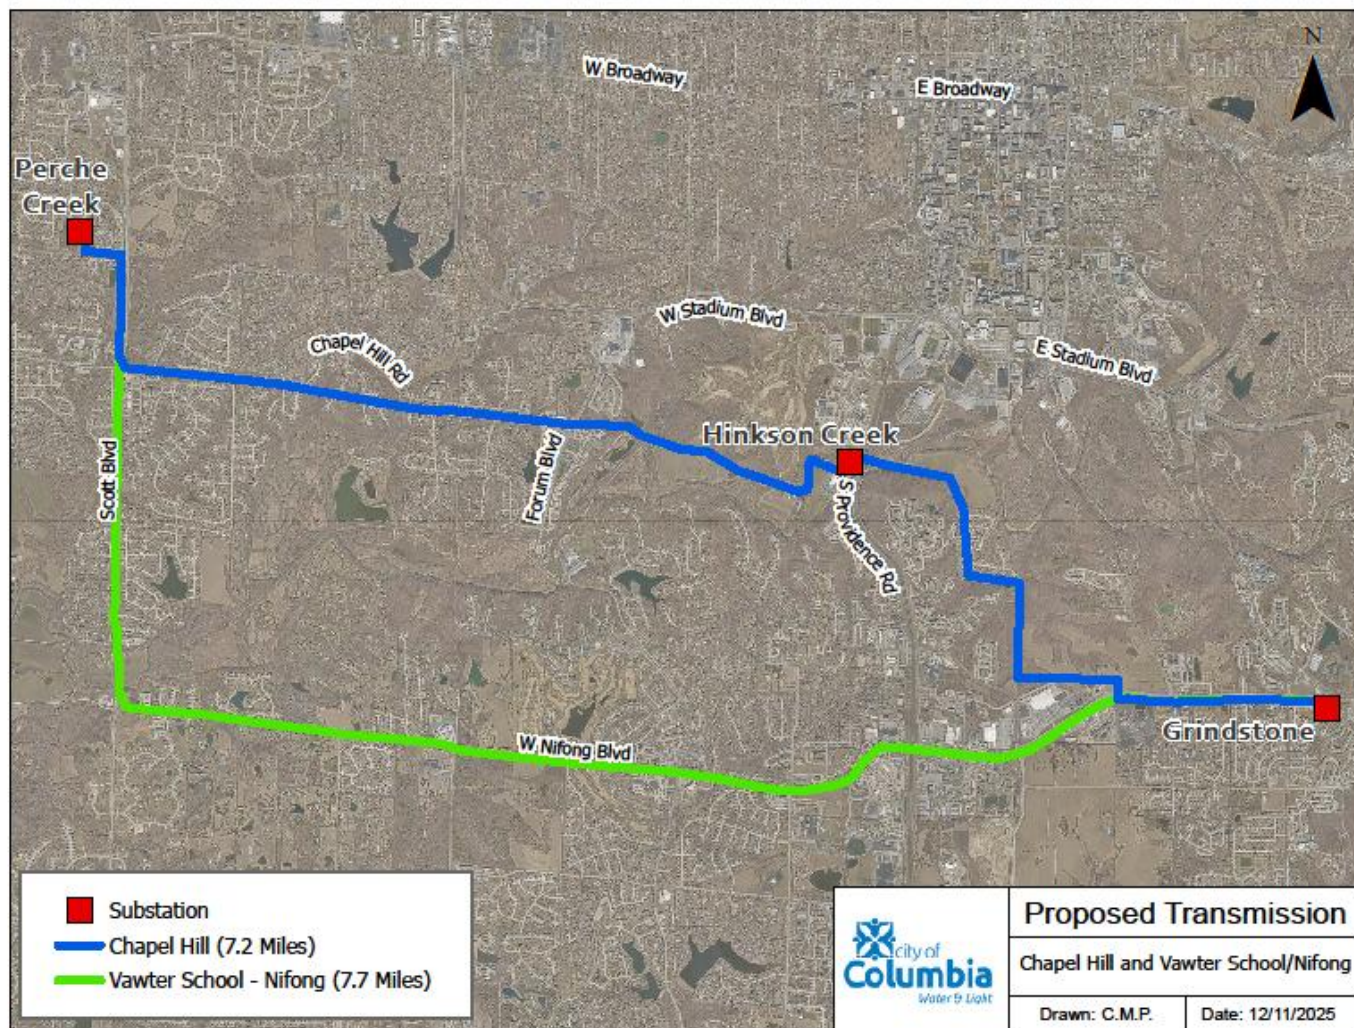 N
W Broadway
E Broadway
Perche
Creek
W Stadium Blvd
Chapel Hill Rd
E Stadium Blvd
Hinkson Creek
Scott Blvd
Forum Blvd
S Providence Rd
Grindstone
W Nifong Blvd
Substation
Chapel Hill (7.2 Miles)
Vawter School - Nifong (7.7 Miles)
city of
Columbia
Water & Light
Proposed Transmission
Chapel Hill and Vawter School/Nifong
Drawn: C.M.P.
Date: 12/11/2025